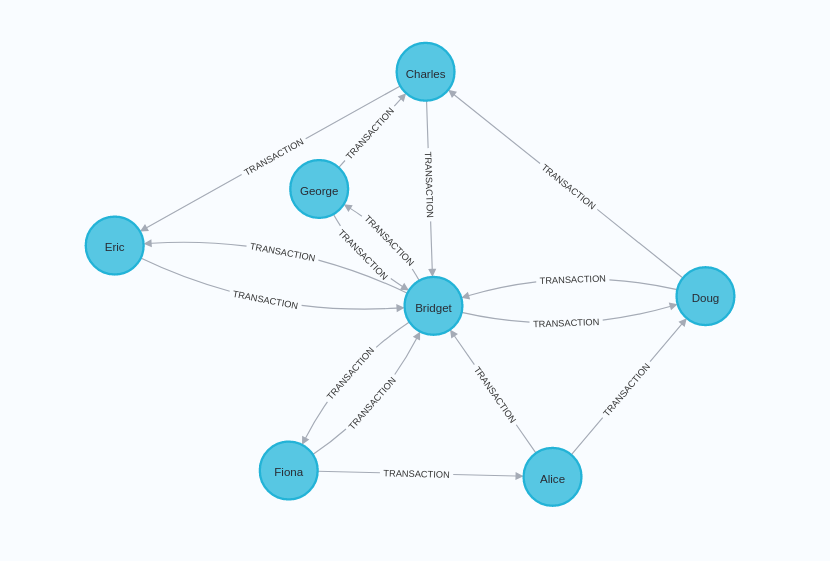 Charles
TRANSACTION
TRANSACTION
TRANSACTION
TRANSACTION
George
TRANSACTION
TRANSACTION
Eric
TRANSACTION
TRANSACTION
TRANSACTION
Doug
Bridget
TRANSACTION
TRANSACTION
TRANSACTION
TRANSACTION
TRANSACTION
Fiona
TRANSACTION
Alice